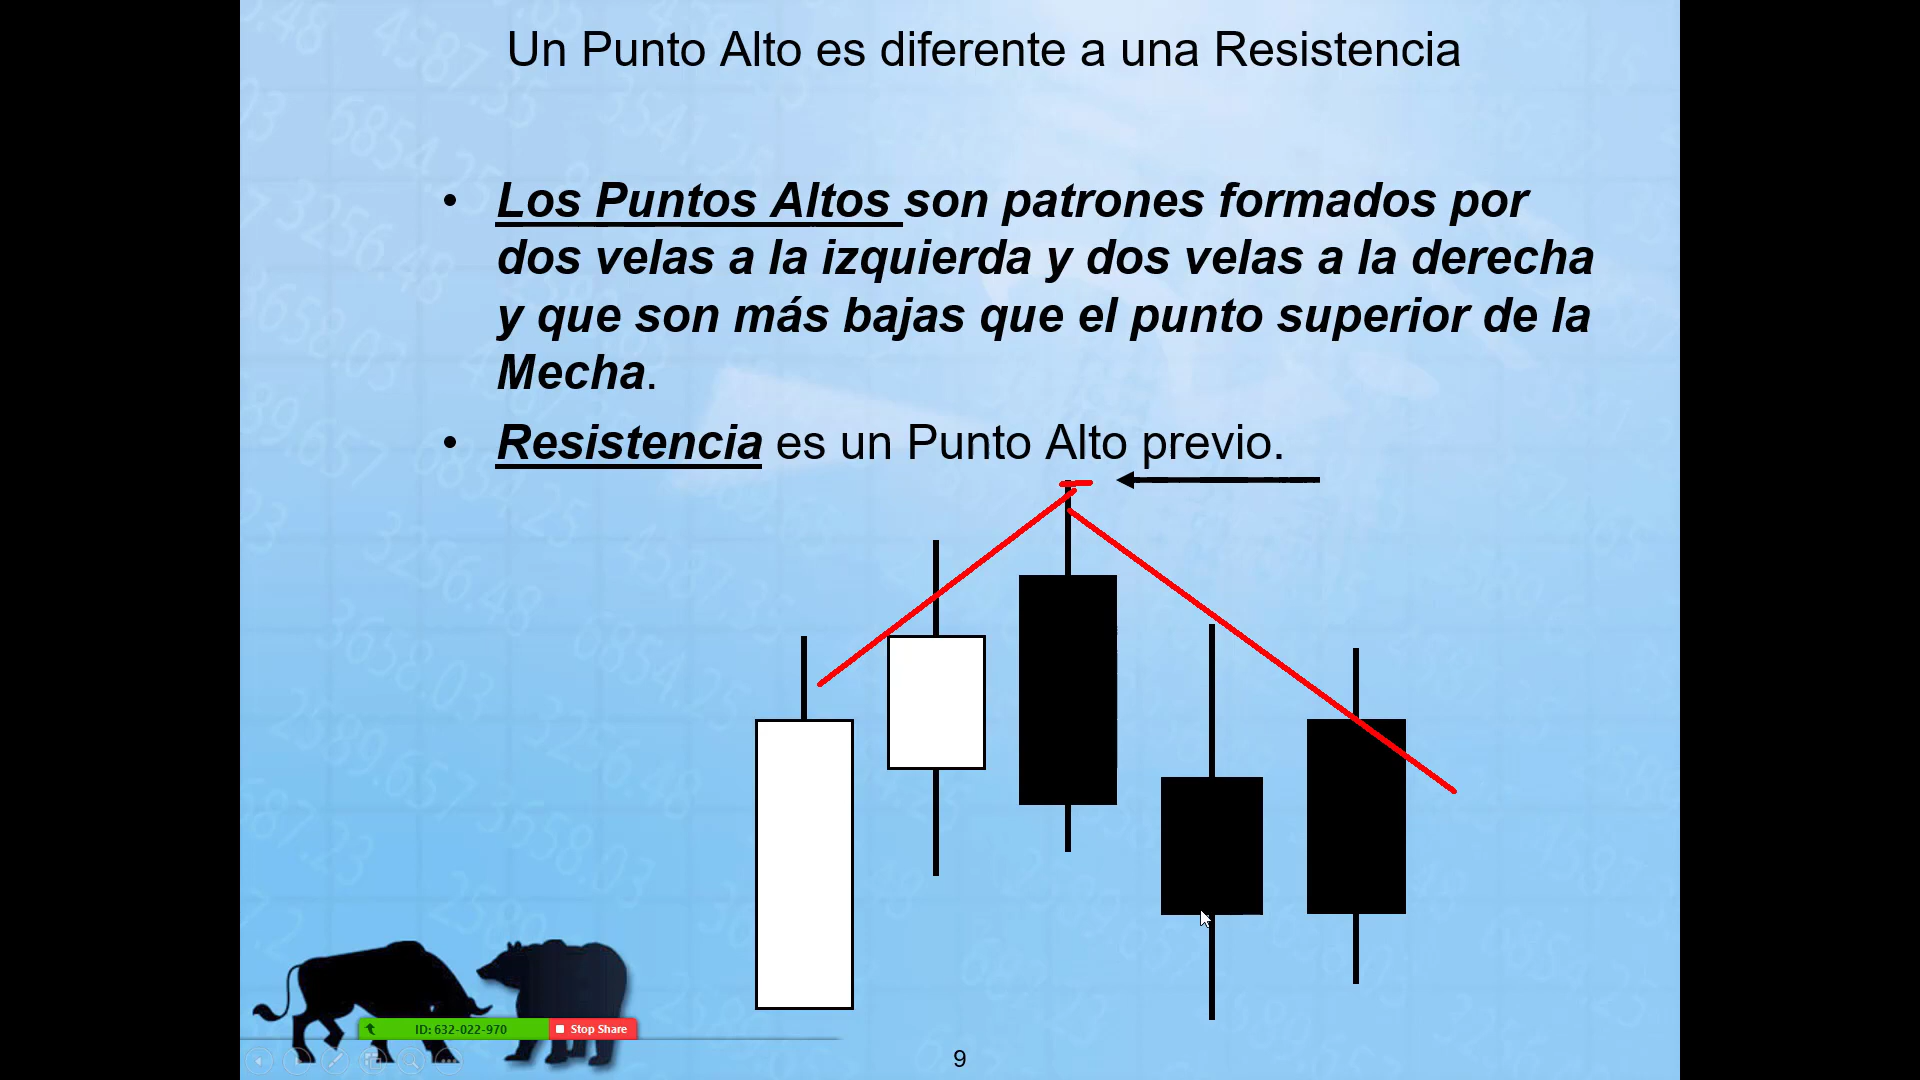 Un Punto Alto es diferente a una Resistencia
• Los Puntos Altos son patrones formados por
dos velas a la izquierda y dos velas a la derecha
y que son más bajas que el punto superior de la
Mecha.
• Resistencia es un Punto Alto previo.
ID: 632-022-970
Stop Share
9